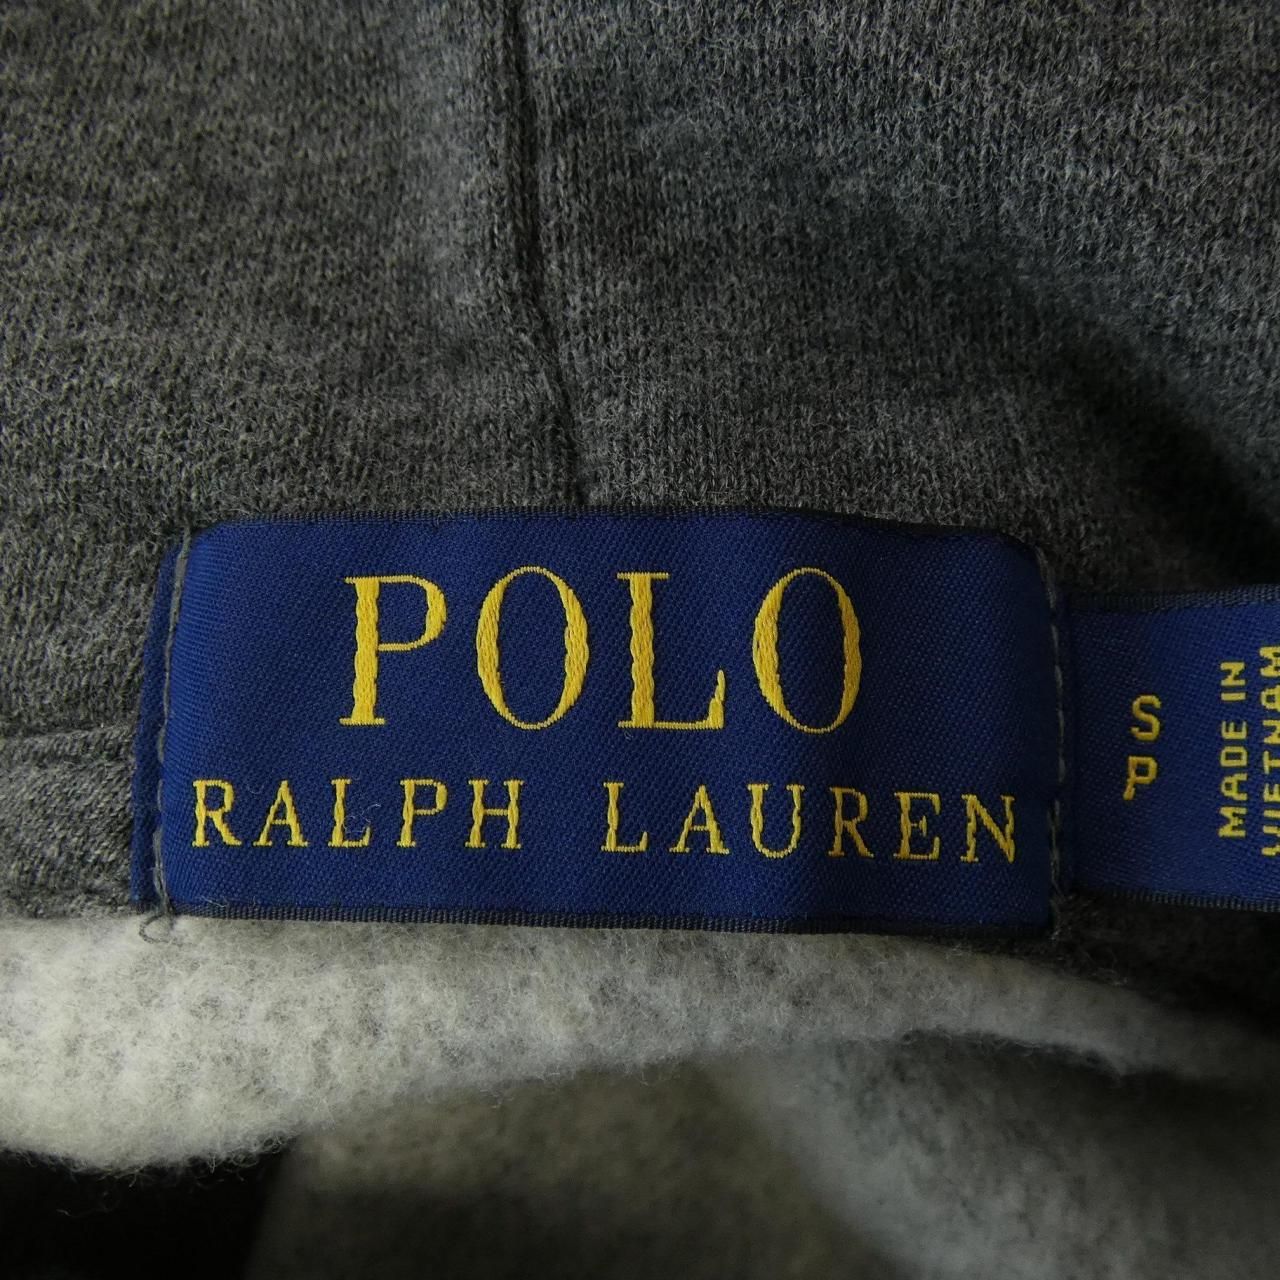 POLO
RALPH LAUREN
S
P
MADE IN
VIETNAM